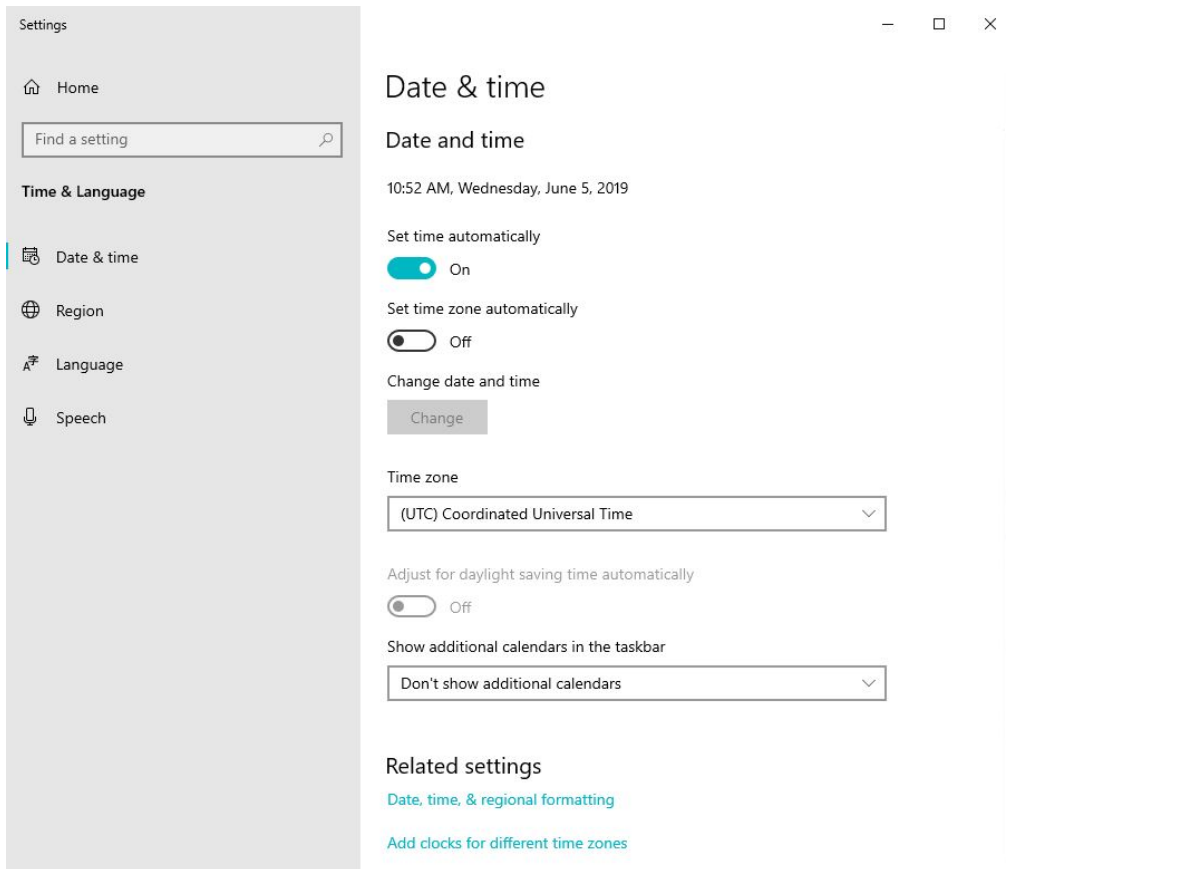 Settings
Home
Find a setting
Time & Language
Date & time
Region
Language
Speech
Date & time
Date and time
10:52 AM, Wednesday, June 5, 2019
Set time automatically
On
Set time zone automatically
Off
Change date and time
Change
Time zone
(UTC) Coordinated Universal Time
Adjust for daylight saving time automatically
Off
Show additional calendars in the taskbar
Don't show additional calendars
Related settings
Date, time, & regional formatting
Add clocks for different time zones